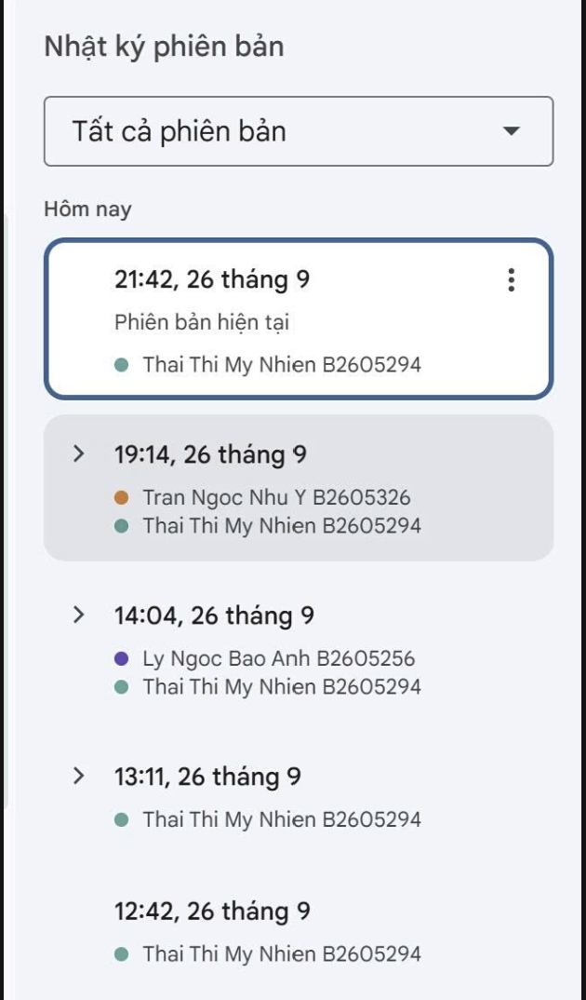 Nhật ký phiên bản
Tất cả phiên bản
Hôm nay
21:42, 26 tháng 9
Phiên bản hiện tại
Thai Thi My Nhien B2605294
19:14, 26 tháng 9
Tran Ngoc Nhu Y B2605326
Thai Thi My Nhien B2605294
14:04, 26 tháng 9
Ly Ngoc Bao Anh B2605256
Thai Thi My Nhien B2605294
13:11, 26 tháng 9
Thai Thi My Nhien B2605294
12:42, 26 tháng 9
Thai Thi My Nhien B2605294